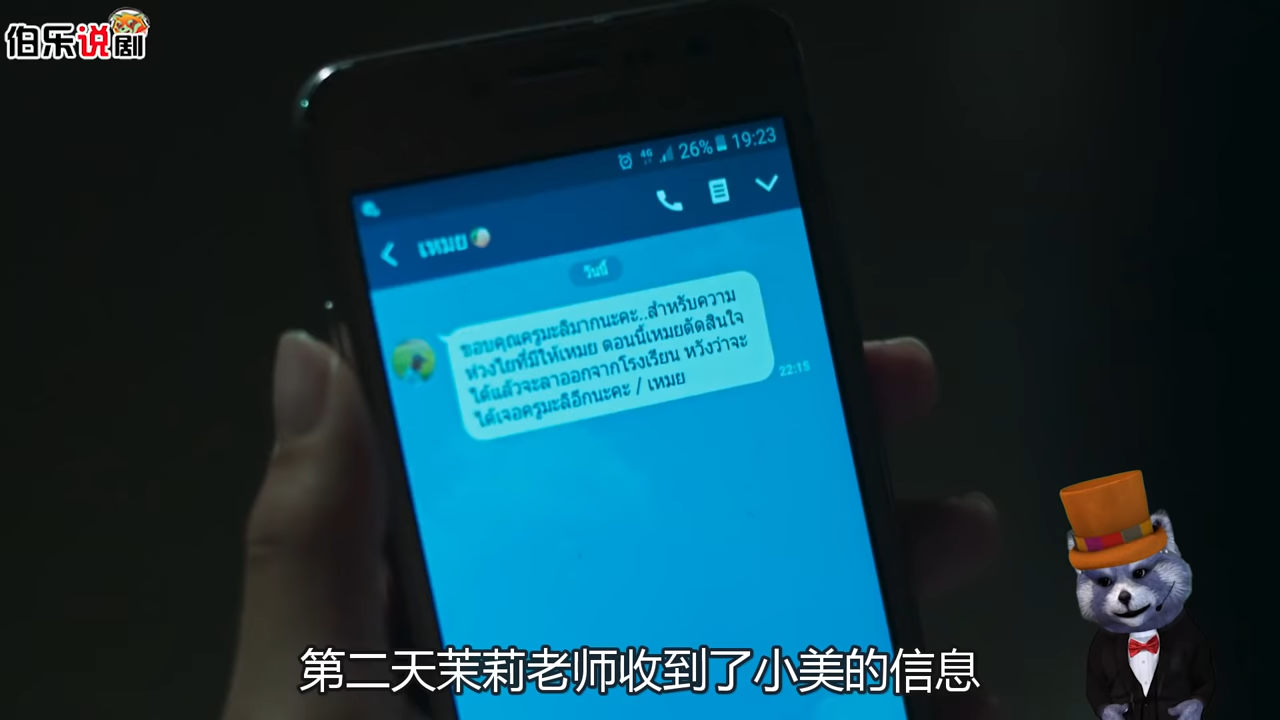 伯乐说剧
4G 26% 19:23
เหมย
วันนี้
ขอบคุณครูมะลิมากนะคะ..สำหรับความ
ห่วงใยที่มีให้เหมย ตอนนี้เหมยตัดสินใจ
ได้แล้วจะลาออกจากโรงเรียน หวังว่าจะ
ได้เจอครูมะลิอีกนะคะ / เหมย
22:15
第二天茉莉老师收到了小美的信息